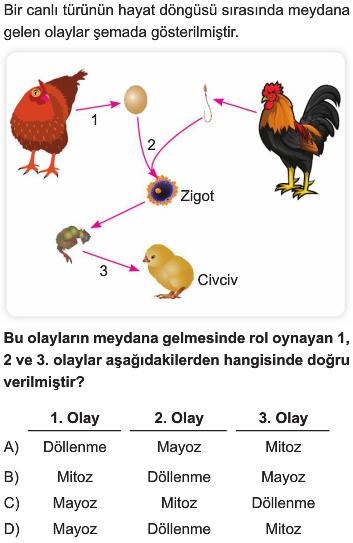 Bir canlı türünün hayat döngüsü sırasında meydana
gelen olaylar şemada gösterilmiştir.
1
2
Zigot
3
Civciv
Bu olayların meydana gelmesinde rol oynayan 1,
2 ve 3. olaylar aşağıdakilerden hangisinde doğru
verilmiştir?
1. Olay 2. Olay 3. Olay
A) Döllenme Mayoz Mitoz
B) Mitoz Döllenme Mayoz
C) Mayoz Mitoz Döllenme
D) Mayoz Döllenme Mitoz